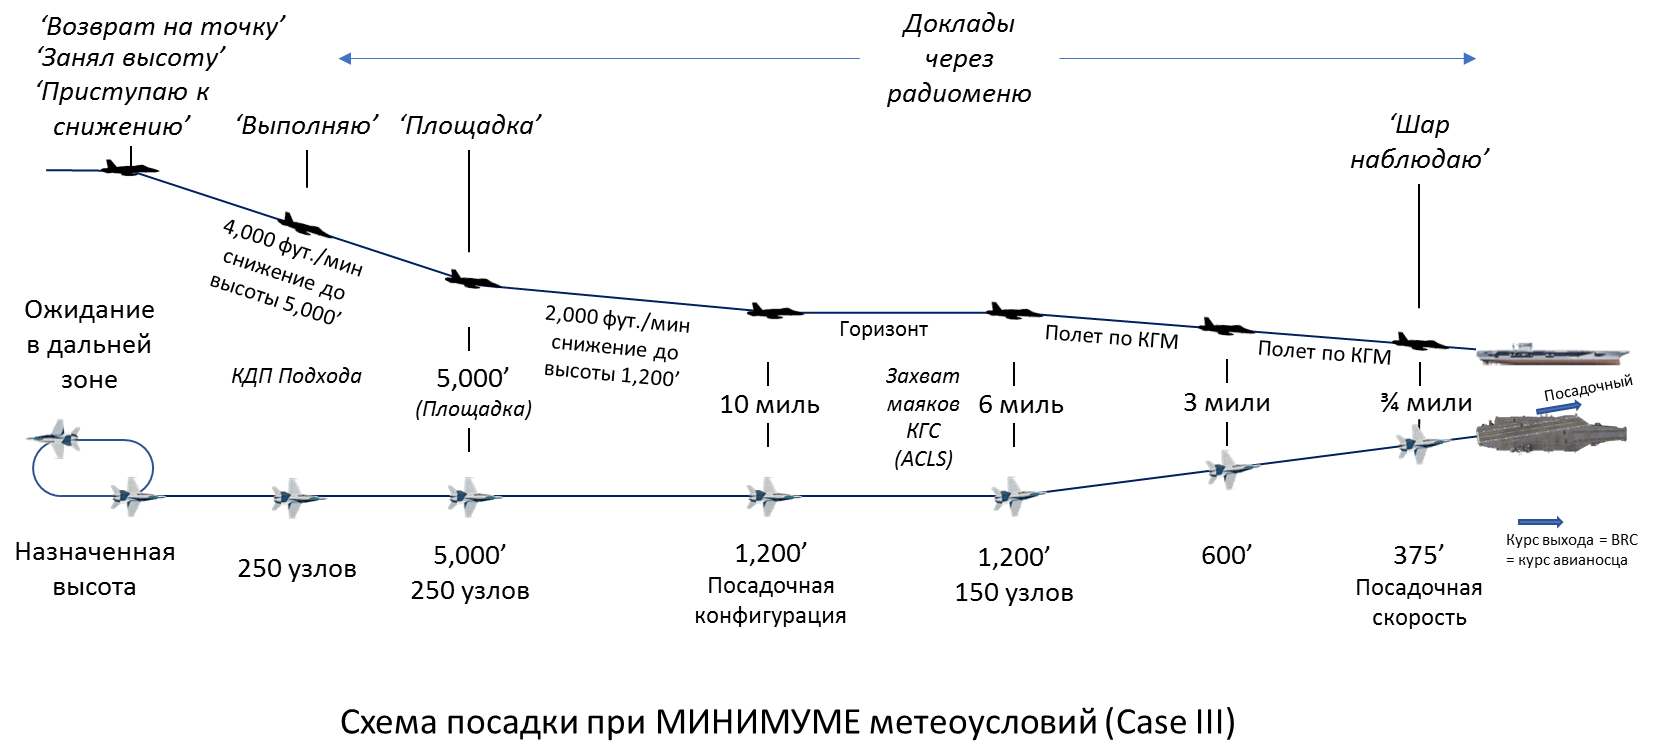 ‘Возврат на точку’
‘Занял высоту’
‘Приступаю к
снижению’
‘Выполняю’
‘Площадка’
Доклады
через
радиоменю
‘Шар
наблюдаю’
4,000 фут./мин
снижение до
высоты 5,000’
2,000 фут./мин
снижение до
высоты 1,200’
Горизонт
Полет по КГМ
Полет по КГМ
Ожидание
в дальней
зоне
КДП Подхода
5,000’
(Площадка)
10 миль
Захват
маяков
КГС
(ACLS)
6 миль
3 мили
¾ мили
Посадочный
Назначенная
высота
250 узлов
5,000’
250 узлов
1,200’
Посадочная
конфигурация
1,200’
150 узлов
600’
375’
Посадочная
скорость
Курс выхода = BRC
= курс авианосца
Схема посадки при МИНИМУМЕ метеоусловий (Case III)